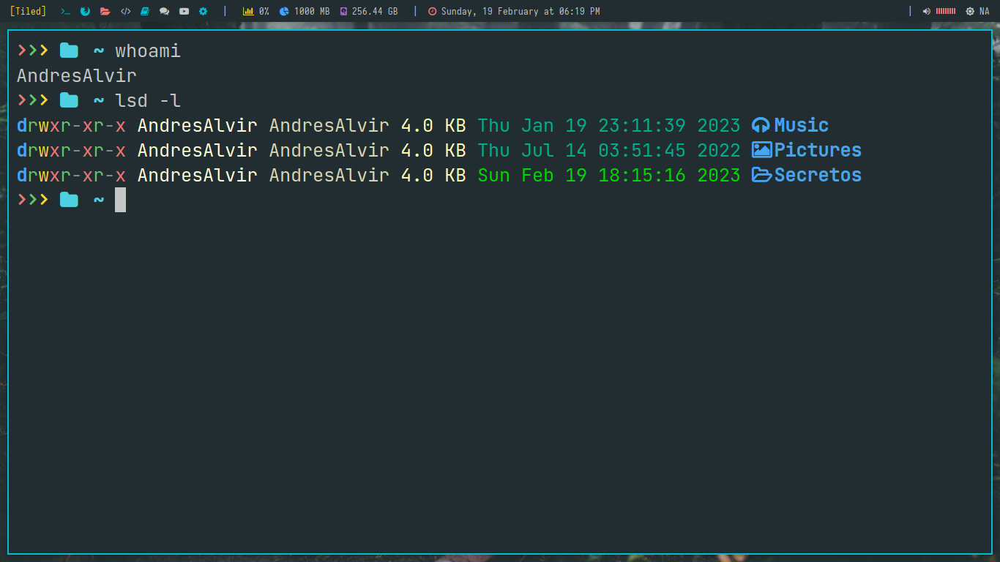 [Tiled] | 0% 1000 MB 256.44 GB | Sunday, 19 February at 06:19 PM | NA
>>> ~ whoami
AndresAlvir
>>> ~ lsd -l
drwxr-xr-x AndresAlvir AndresAlvir 4.0 KB Thu Jan 19 23:11:39 2023 Music
drwxr-xr-x AndresAlvir AndresAlvir 4.0 KB Thu Jul 14 03:51:45 2022 Pictures
drwxr-xr-x AndresAlvir AndresAlvir 4.0 KB Sun Feb 19 18:15:16 2023 Secretos
>>> ~